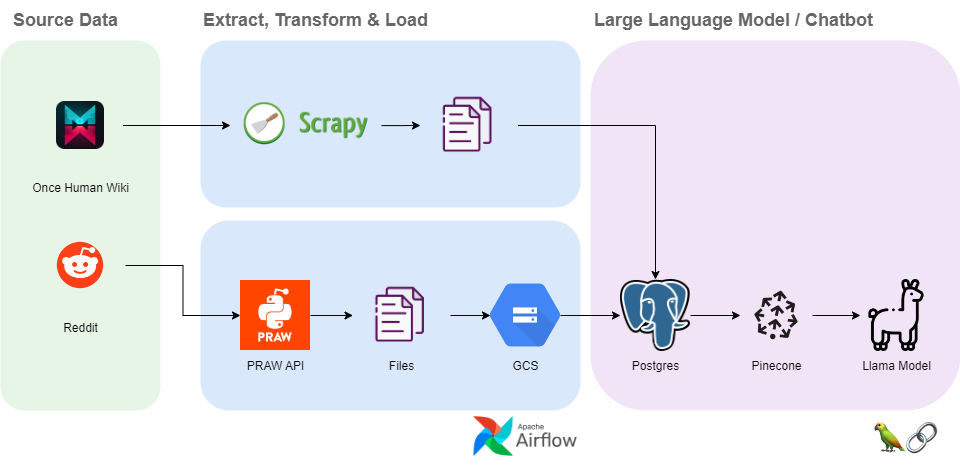 Source Data
Extract, Transform & Load
Large Language Model / Chatbot
Scrapy
Once Human Wiki
Reddit
PRAW
PRAW API
Files
GCS
Postgres
Pinecone
Llama Model
Apache
Airflow